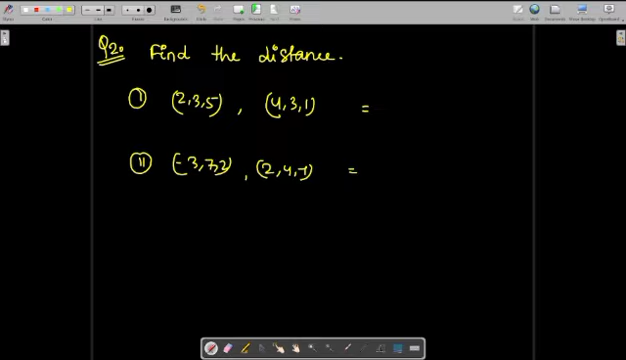 Q2. Find the distance.
(I) (2,3,5), (4,3,1) =
(II) (-3,7,2), (2,4,-1) =